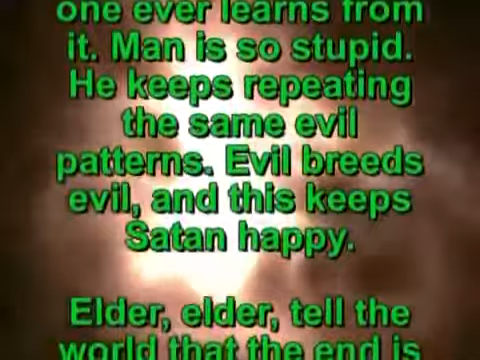 one ever learns from
it. Man is so stupid.
He keeps repeating
the same evil
patterns. Evil breeds
evil, and this keeps
Satan happy.
Elder, elder, tell the
world that the end is